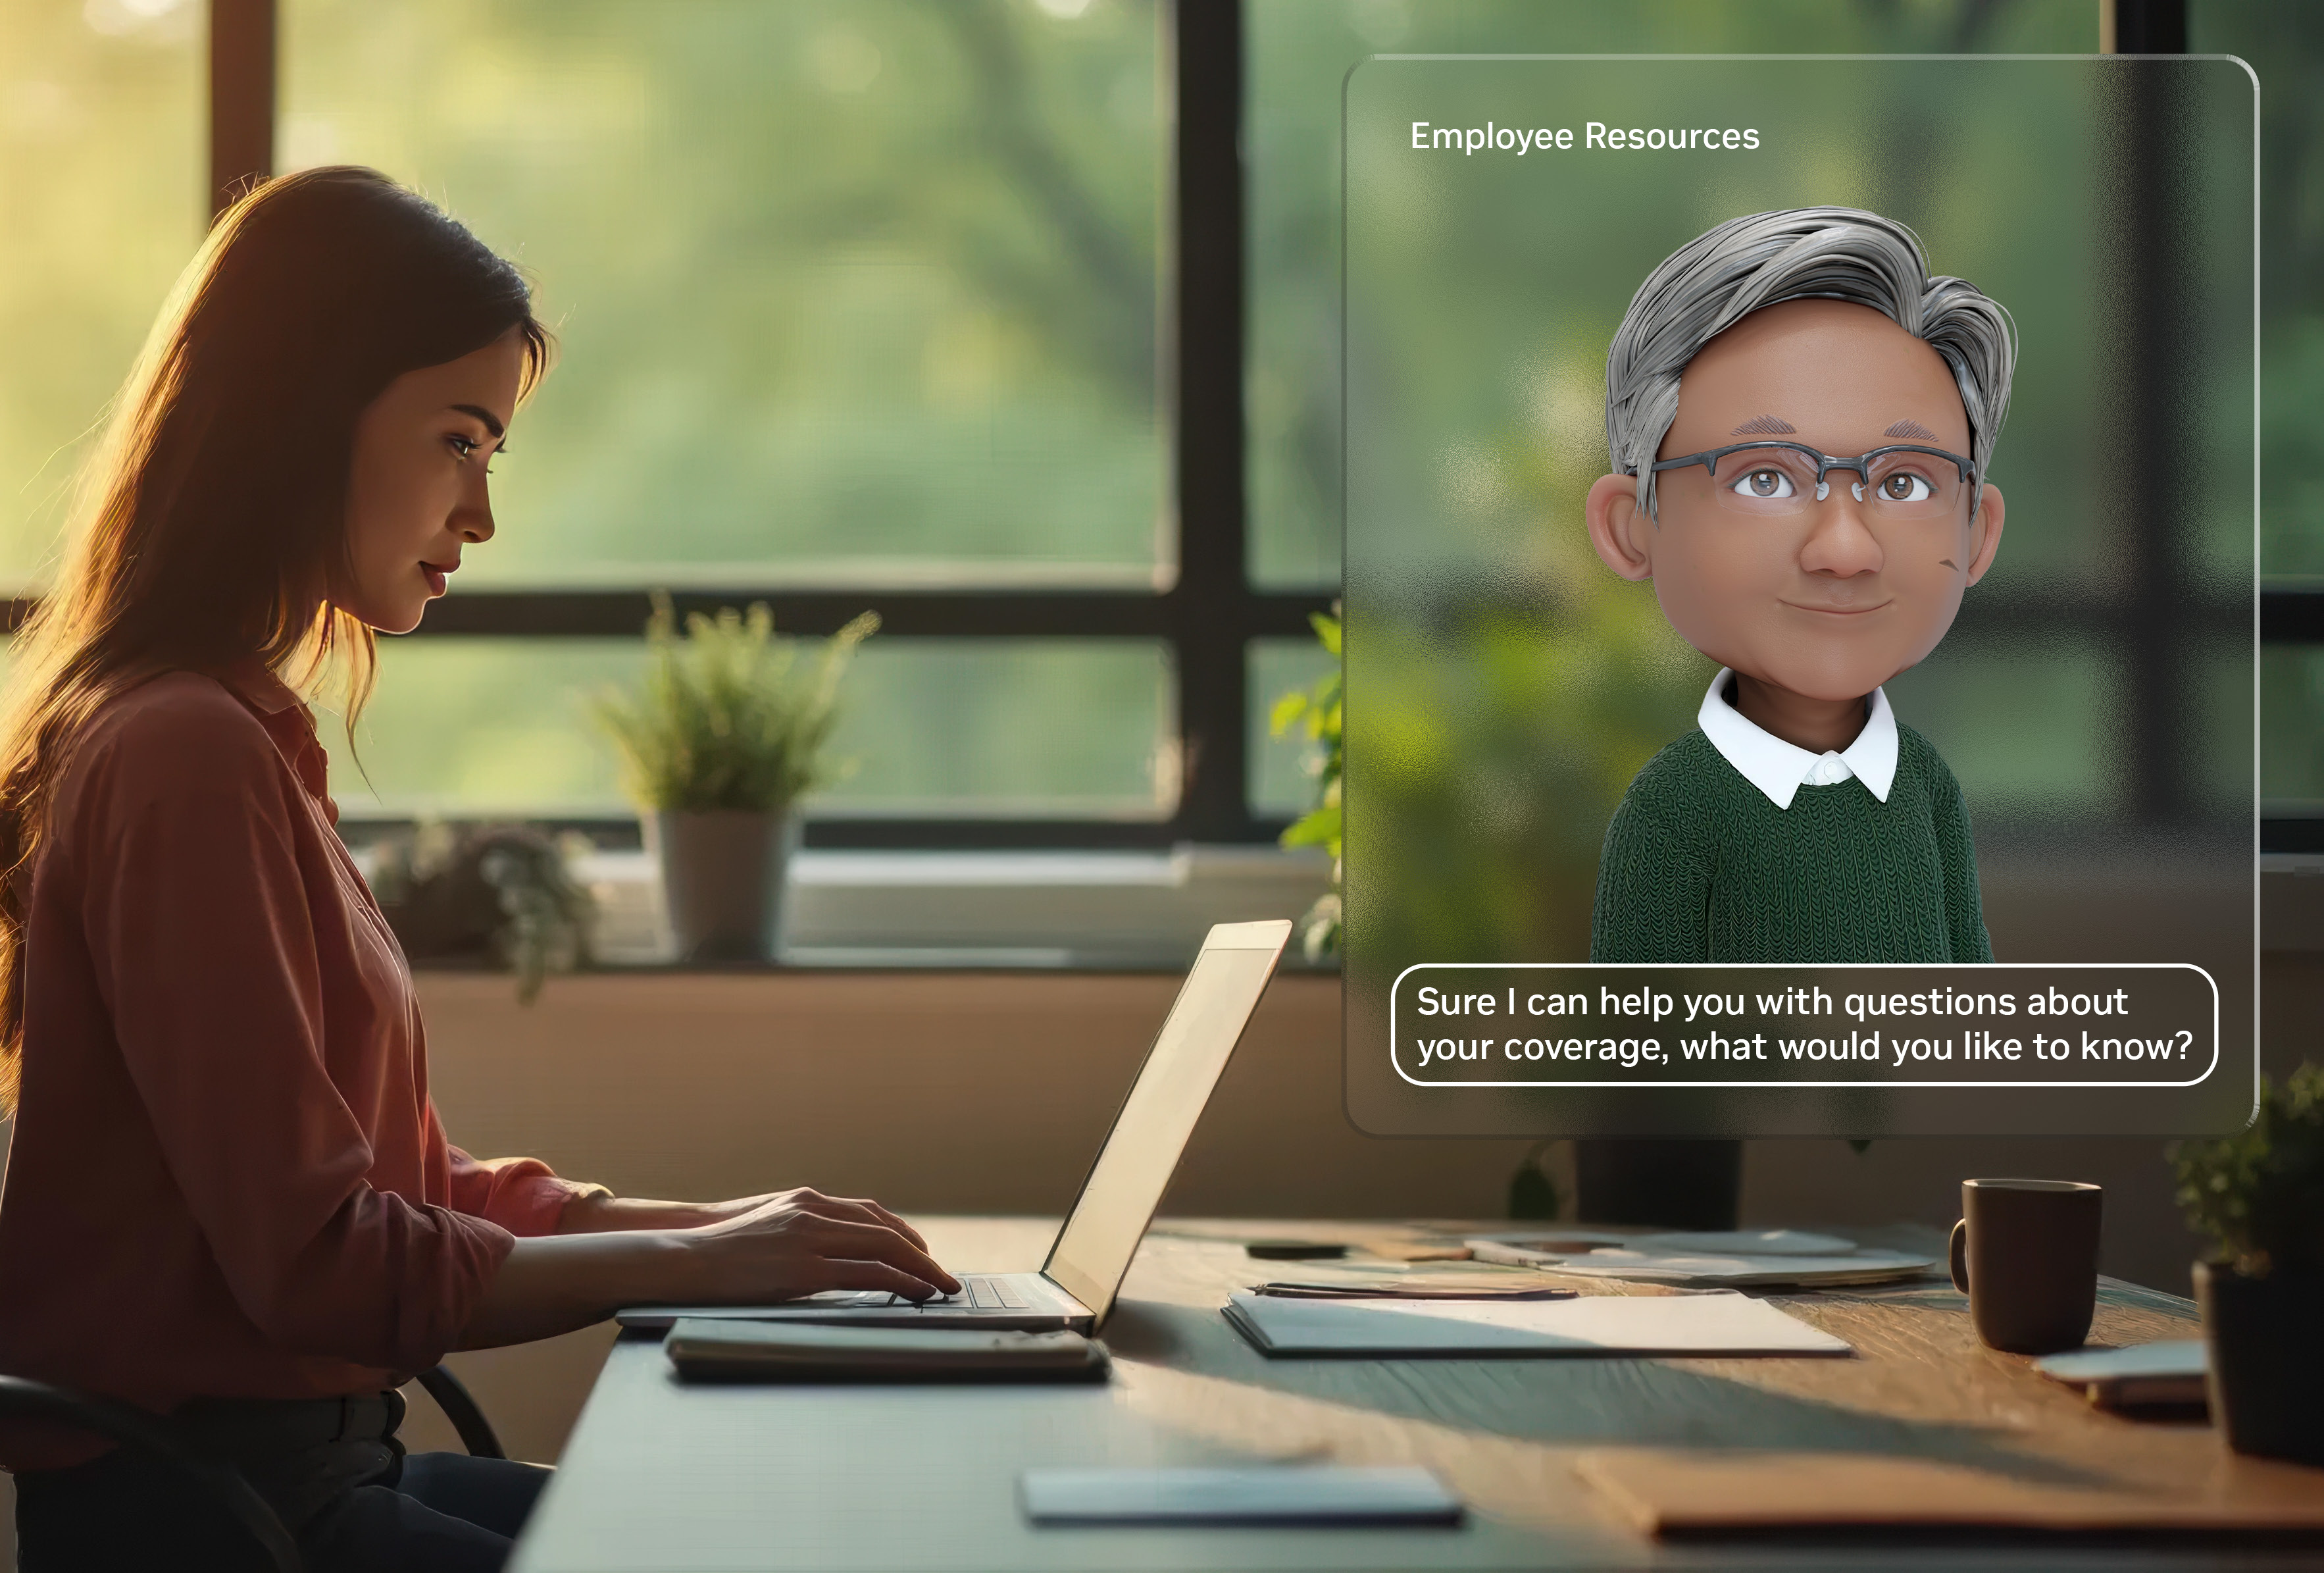 Employee Resources
Sure I can help you with questions about
your coverage, what would you like to know?